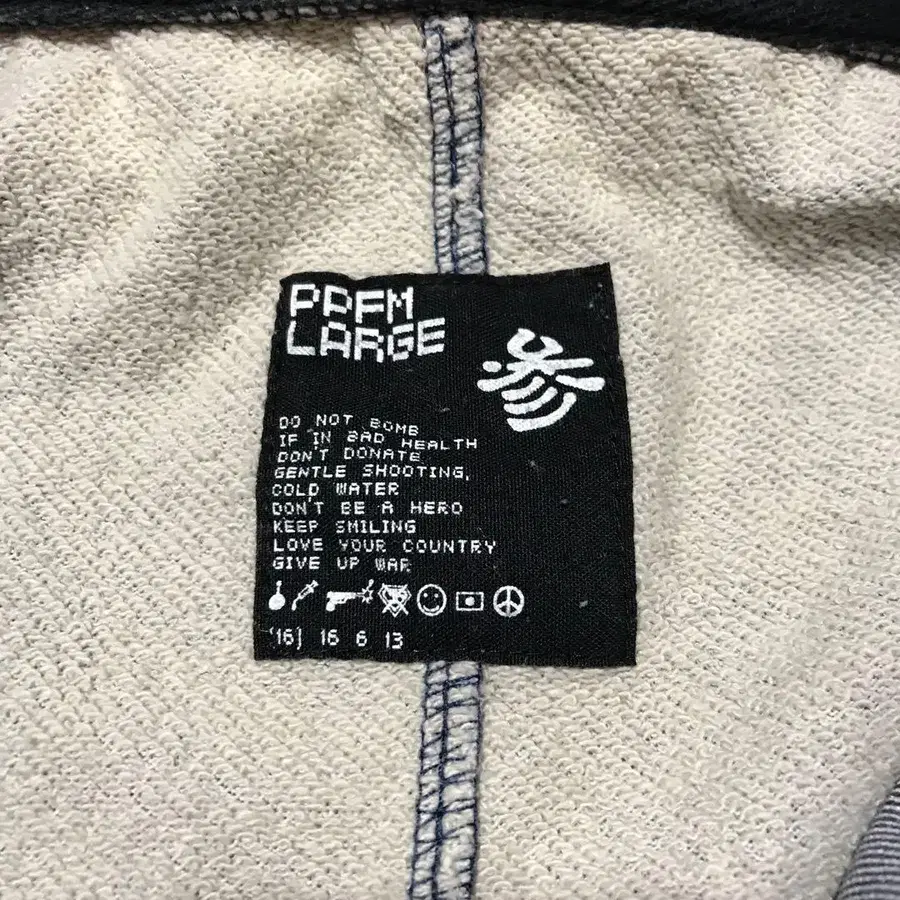 PPFM
LARGE
DO NOT BOMB
IF IN BAD HEALTH
DON'T DONATE
GENTLE SHOOTING,
COLD WATER
DON'T BE A HERO
KEEP SMILING
LOVE YOUR COUNTRY
GIVE UP WAR
(16) 16 6 13